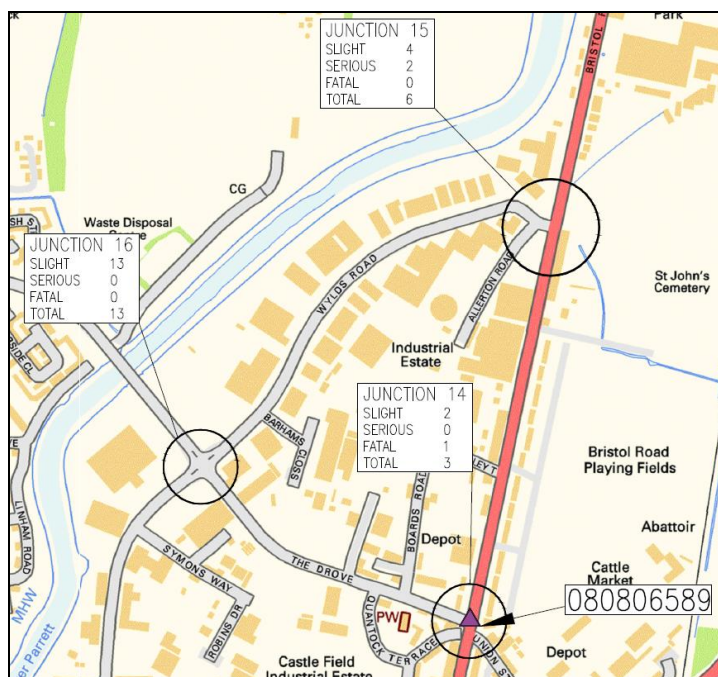 JUNCTION 15
SLIGHT 4
SERIOUS 2
FATAL 0
TOTAL 6
Park
BRISTOL
CG
Waste Disposal
JUNCTION 16
SLIGHT 13
SERIOUS 0
FATAL 0
TOTAL 13
WYLDS ROAD
ALLERTON ROAD
St John's
Cemetery
Industrial
Estate
JUNCTION 14
SLIGHT 2
SERIOUS 0
FATAL 1
TOTAL 3
BARHAMS
CLOSS
Bristol Road
Playing Fields
LINHAM ROAD
BOARDS ROAD
Depot
Abattoir
SYMONS WAY
THE DROVE
Cattle
Market
080806589
MHW
ROBINS DR
QUANTOCK TERRACE
PW
UNION ST
Depot
Castle Field
Industrial Estate
Parrett